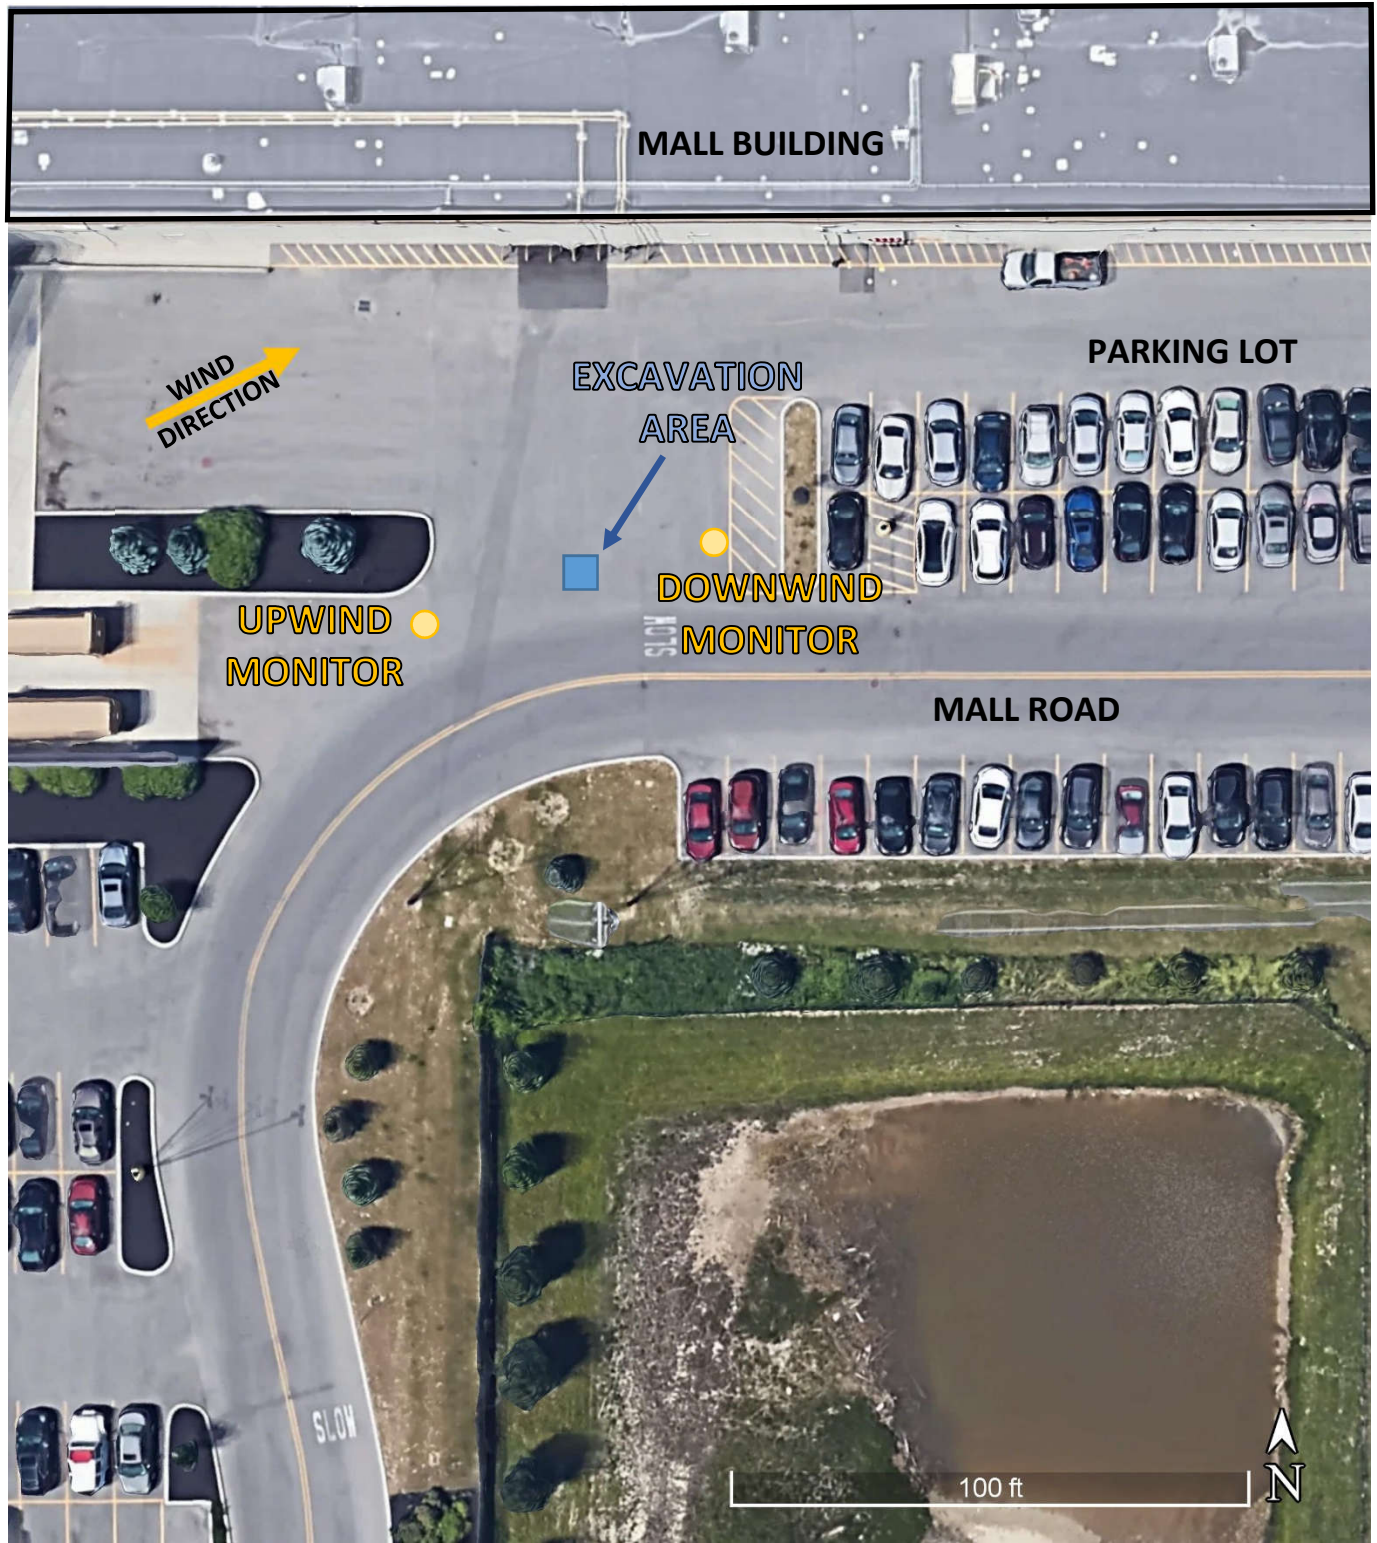 MALL BUILDING
WIND
DIRECTION
EXCAVATION
AREA
PARKING LOT
UPWIND
MONITOR
DOWNWIND
MONITOR
SLOW
MALL ROAD
SLOW
100 ft
N